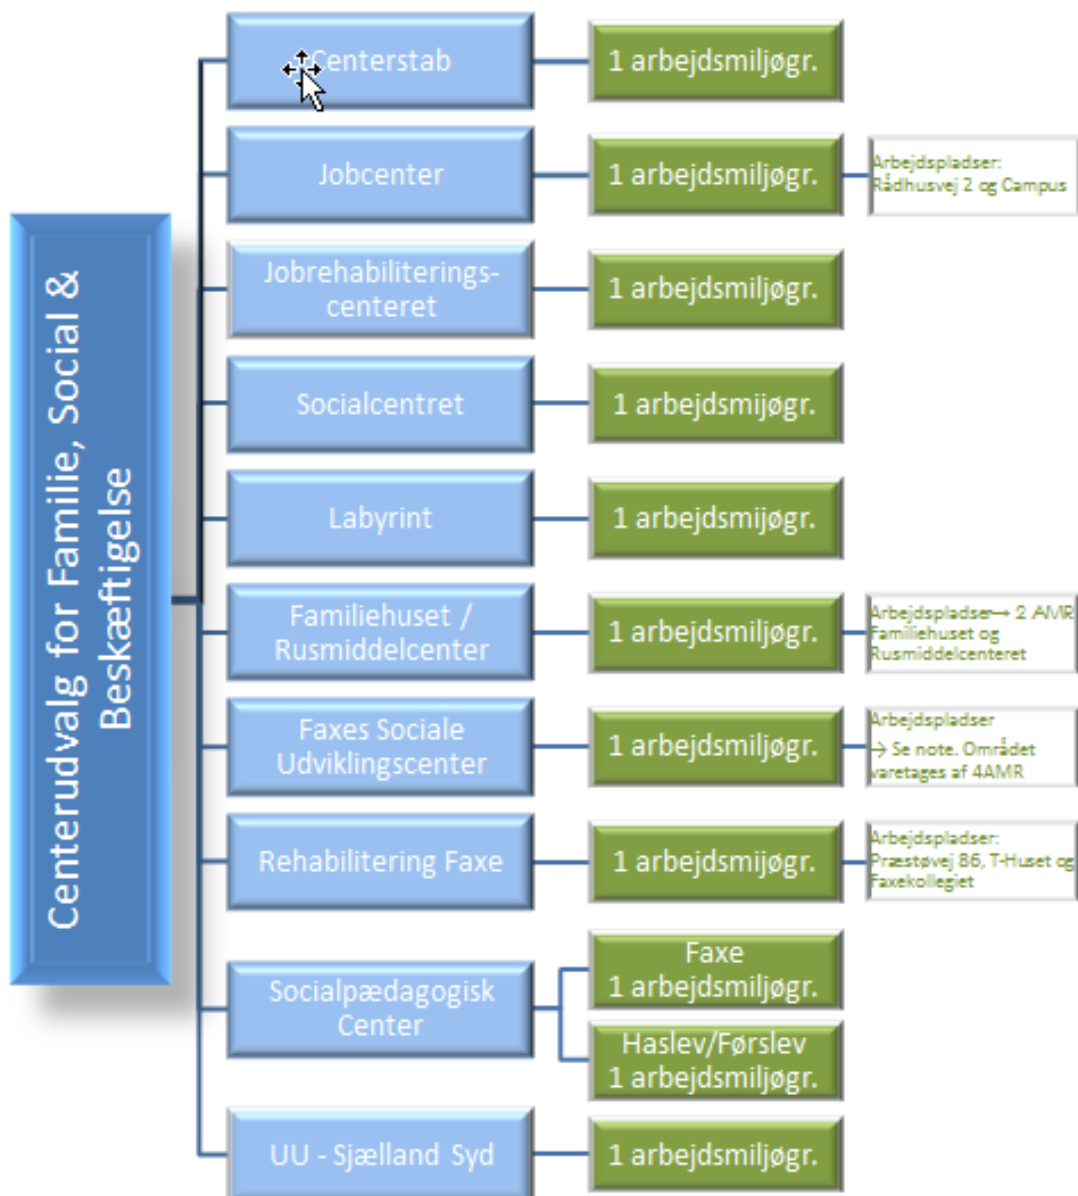 Centerudvalg for Familie, Social &
Beskæftigelse
Centerstab
1 arbejdsmiljøgr.
Jobcenter
1 arbejdsmiljøgr.
Arbejdspladser:
Rådhusvej 2 og Campus
Jobrehabiliterings-
centeret
1 arbejdsmiljøgr.
Socialcentret
1 arbejdsmijøgr.
Labyrint
1 arbejdsmijøgr.
Familiehuset /
Rusmiddelcenter
1 arbejdsmiljøgr.
Arbejdspladser→ 2 AMR
Familiehuset og
Rusmiddelcenteret
Faxes Sociale
Udviklingscenter
1 arbejdsmiljøgr.
Arbejdspladser
→ Se note. Området
varetages af 4AMR
Rehabilitering Faxe
1 arbejdsmijøgr.
Arbejdspladser:
Præstøvej 86, T-Huset og
Faxekollegiet
Socialpædagogisk
Center
Faxe
1 arbejdsmiljøgr.
Haslev/Førslev
1 arbejdsmiljøgr.
UU - Sjælland Syd
1 arbejdsmiljøgr.